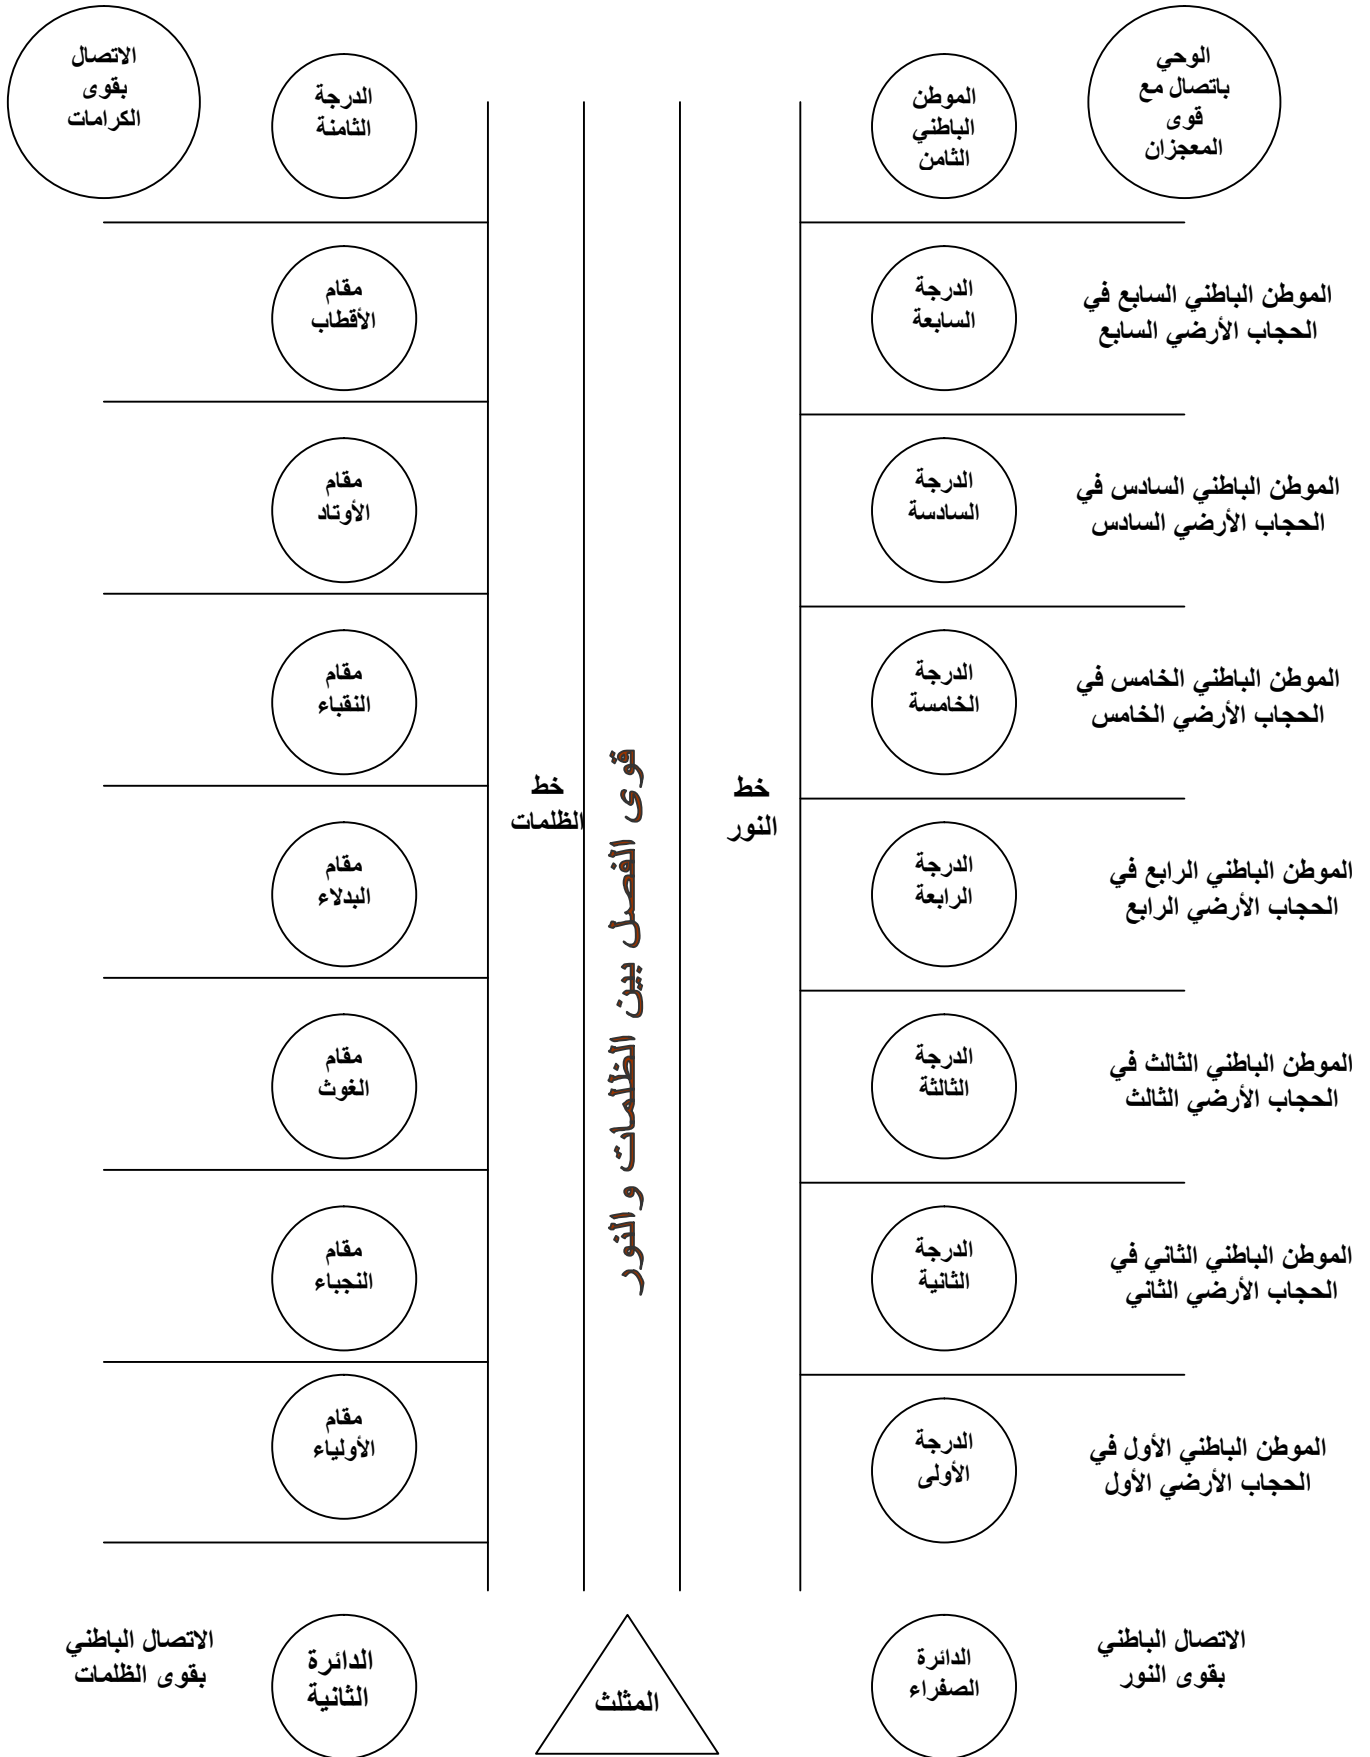 الوحي
باتصال مع
قوى
المعجزان
الموطن
الباطني
الثامن
الدرجة
الثامنة
الاتصال
بقوى
الكرامات
الموطن الباطني السابع في
الحجاب الأرضي السابع
الدرجة
السابعة
مقام
الأقطاب
الموطن الباطني السادس في
الحجاب الأرضي السادس
الدرجة
السادسة
مقام
الأوتاد
الموطن الباطني الخامس في
الحجاب الأرضي الخامس
الدرجة
الخامسة
مقام
النقباء
خط
النور
قوى الفصل بين الظلمات والنور
خط
الظلمات
الموطن الباطني الرابع في
الحجاب الأرضي الرابع
الدرجة
الرابعة
مقام
البدلاء
الموطن الباطني الثالث في
الحجاب الأرضي الثالث
الدرجة
الثالثة
مقام
الغوث
الموطن الباطني الثاني في
الحجاب الأرضي الثاني
الدرجة
الثانية
مقام
النجباء
الموطن الباطني الأول في
الحجاب الأرضي الأول
الدرجة
الأولى
مقام
الأولياء
الاتصال الباطني
بقوى النور
الدائرة
الصفراء
المثلث
الدائرة
الثانية
الاتصال الباطني
بقوى الظلمات